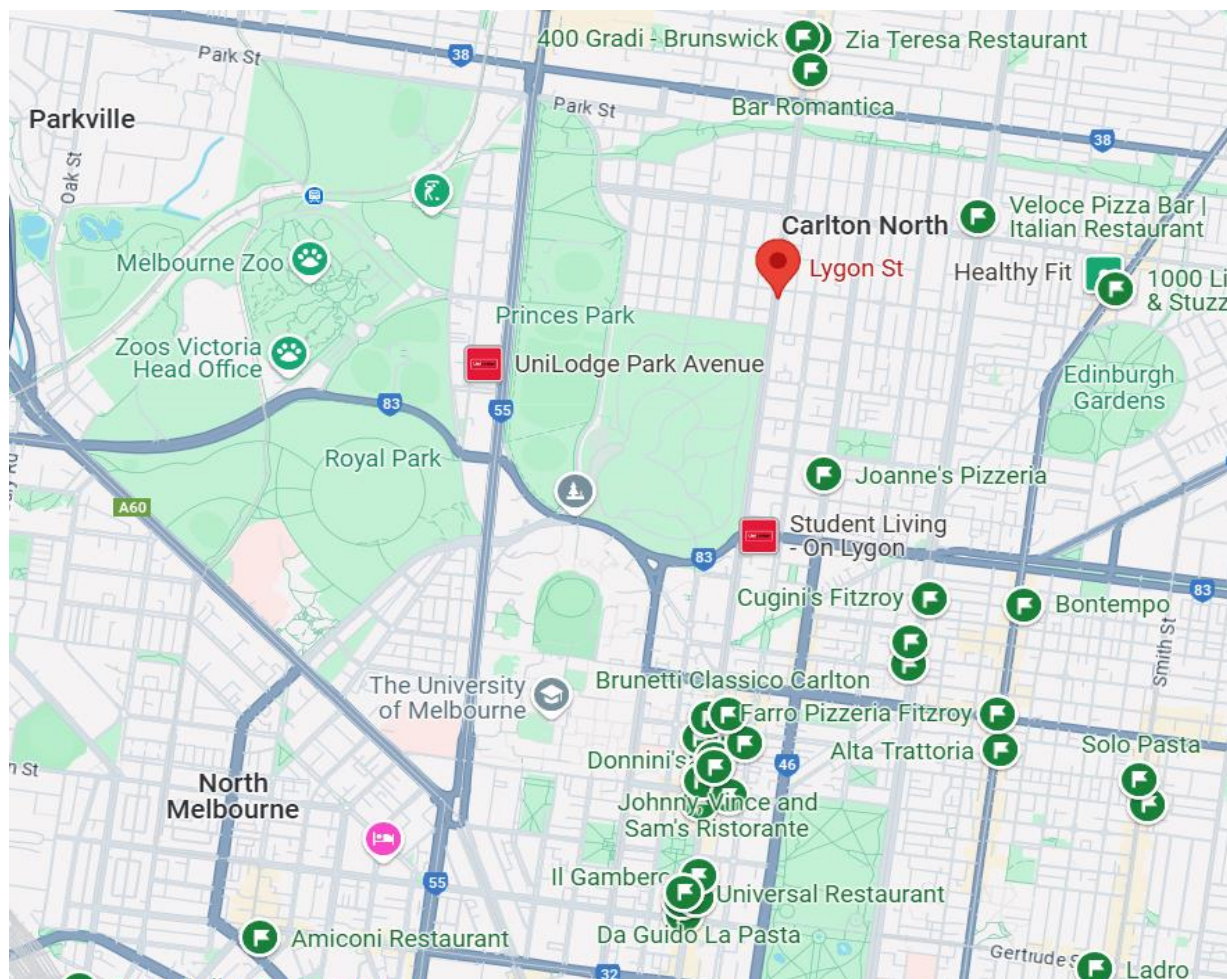 400 Gradi - Brunswick
Zia Teresa Restaurant
Park St
38
Park St
Bar Romantica
Parkville
38
Oak St
Carlton North
Veloce Pizza Bar |
Italian Restaurant
Melbourne Zoo
Lygon St
Healthy Fit
1000 Li
& Stuzz
Princes Park
Zoos Victoria
Head Office
UniLodge Park Avenue
Edinburgh
Gardens
83
55
Royal Park
Joanne's Pizzeria
A60
Student Living
- On Lygon
83
83
Cugini's Fitzroy
Bontempo
Smith St
The University
of Melbourne
Brunetti Classico Carlton
Farro Pizzeria Fitzroy
Donnini's
46
Alta Trattoria
Solo Pasta
n St
North
Melbourne
Johnny, Vince and
Sam's Ristorante
55
Il Gambero
Universal Restaurant
Amiconi Restaurant
Da Guido La Pasta
Gertrude S
32
Ladro